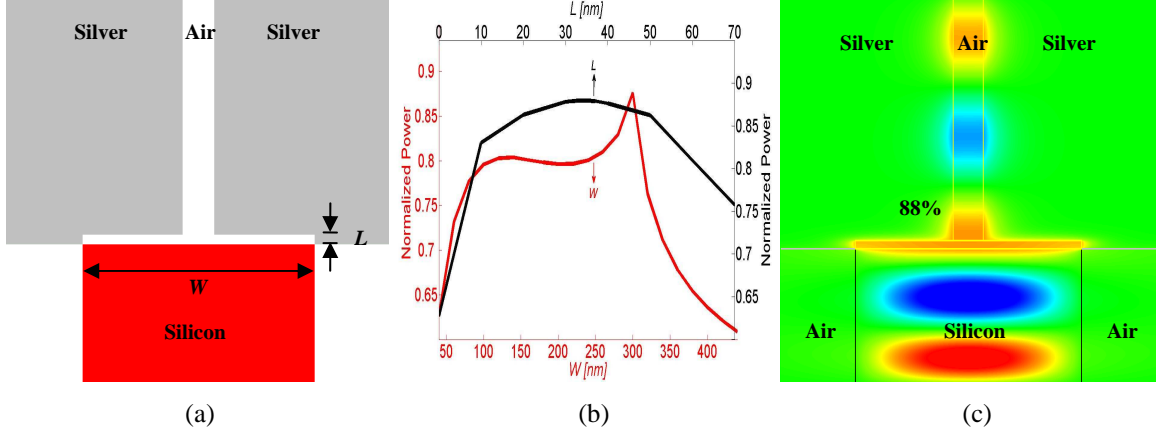 Silver Air Silver
L
W
Silicon
(a)
L [nm]
0 10 20 30 40 50 60 70
0.9 0.9
0.85 0.85
0.8 0.8
0.75 0.75
0.7 0.7
0.65 0.65
Normalized Power
Normalized Power
L
W
50 100 150 200 250 300 350 400
W [nm]
(b)
Silver Air Silver
88%
Air Silicon Air
(c)